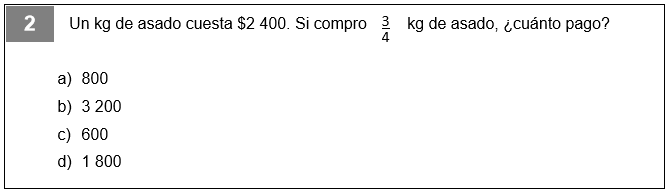 2 Un kg de asado cuesta $2 400. Si compro 3/4 kg de asado, ¿cuánto pago?
a) 800
b) 3 200
c) 600
d) 1 800